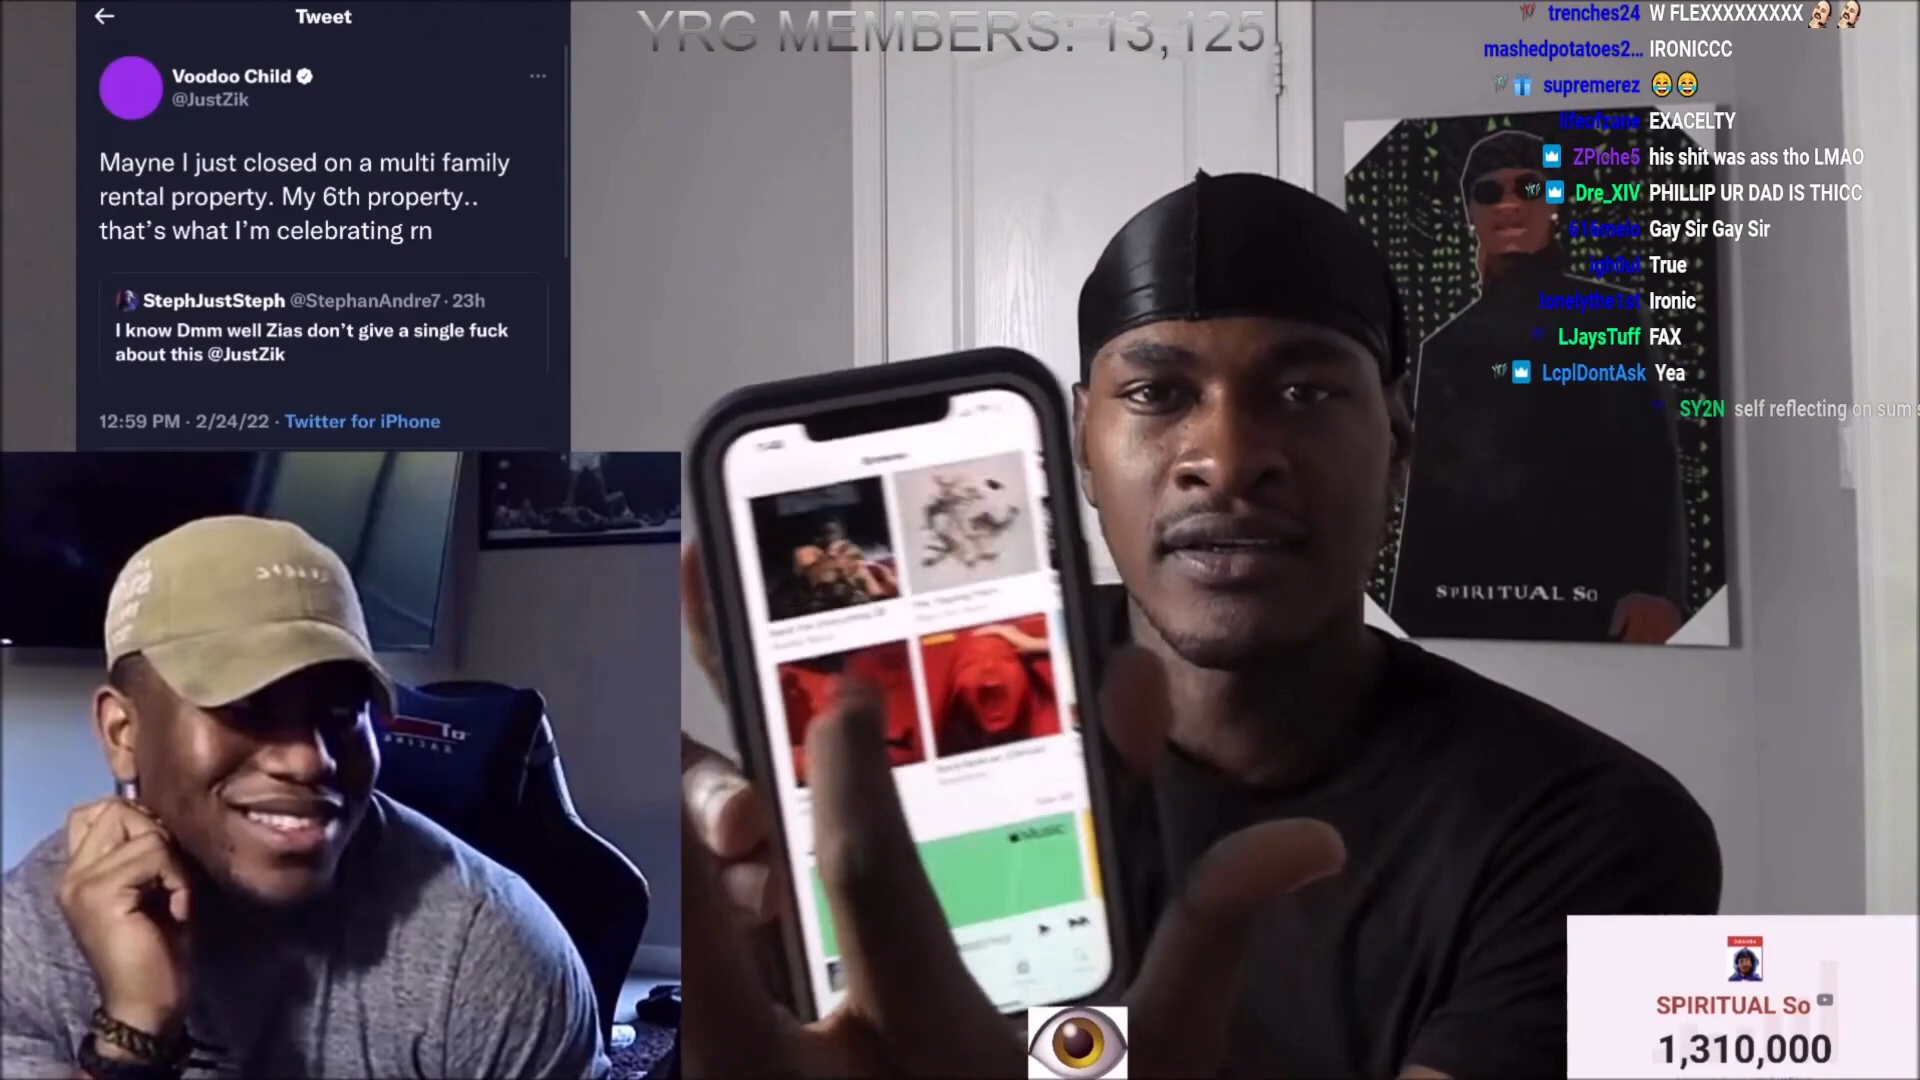 Tweet
Voodoo Child
@JustZik
Mayne I just closed on a multi family
rental property. My 6th property..
that's what I'm celebrating rn
StephJustSteph @StephanAndre7 · 23h
I know Dmm well Zias don't give a single fuck
about this @JustZik
12:59 PM · 2/24/22 · Twitter for iPhone
YRG MEMBERS: 13,125
trenches24 W FLEXXXXXXXXX
mashedpotatoes2... IRONICCC
supremerez 😂😂
lifeofzane EXACELTY
ZPiche5 his shit was ass tho LMAO
Dre_XIV PHILLIP UR DAD IS THICC
616melo Gay Sir Gay Sir
True
lonelythe1st Ironic
LJaysTuff FAX
LcplDontAsk Yea
SY2N self reflecting on sum
SPIRITUAL So
Music
SPIRITUAL So
1,310,000